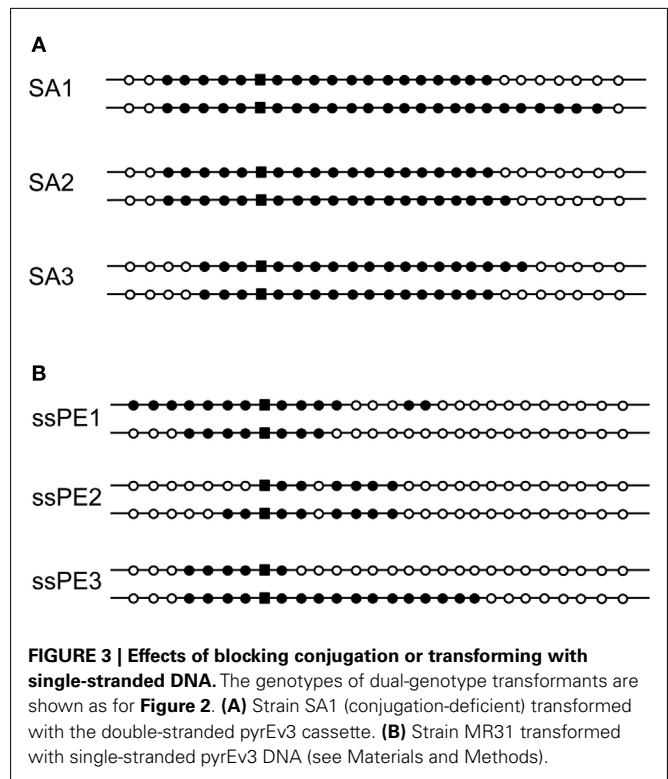 A
SA1
SA2
SA3
B
ssPE1
ssPE2
ssPE3
FIGURE 3 | Effects of blocking conjugation or transforming with
single-stranded DNA. The genotypes of dual-genotype transformants are
shown as for Figure 2. (A) Strain SA1 (conjugation-deficient) transformed
with the double-stranded pyrEv3 cassette. (B) Strain MR31 transformed
with single-stranded pyrEv3 DNA (see Materials and Methods).